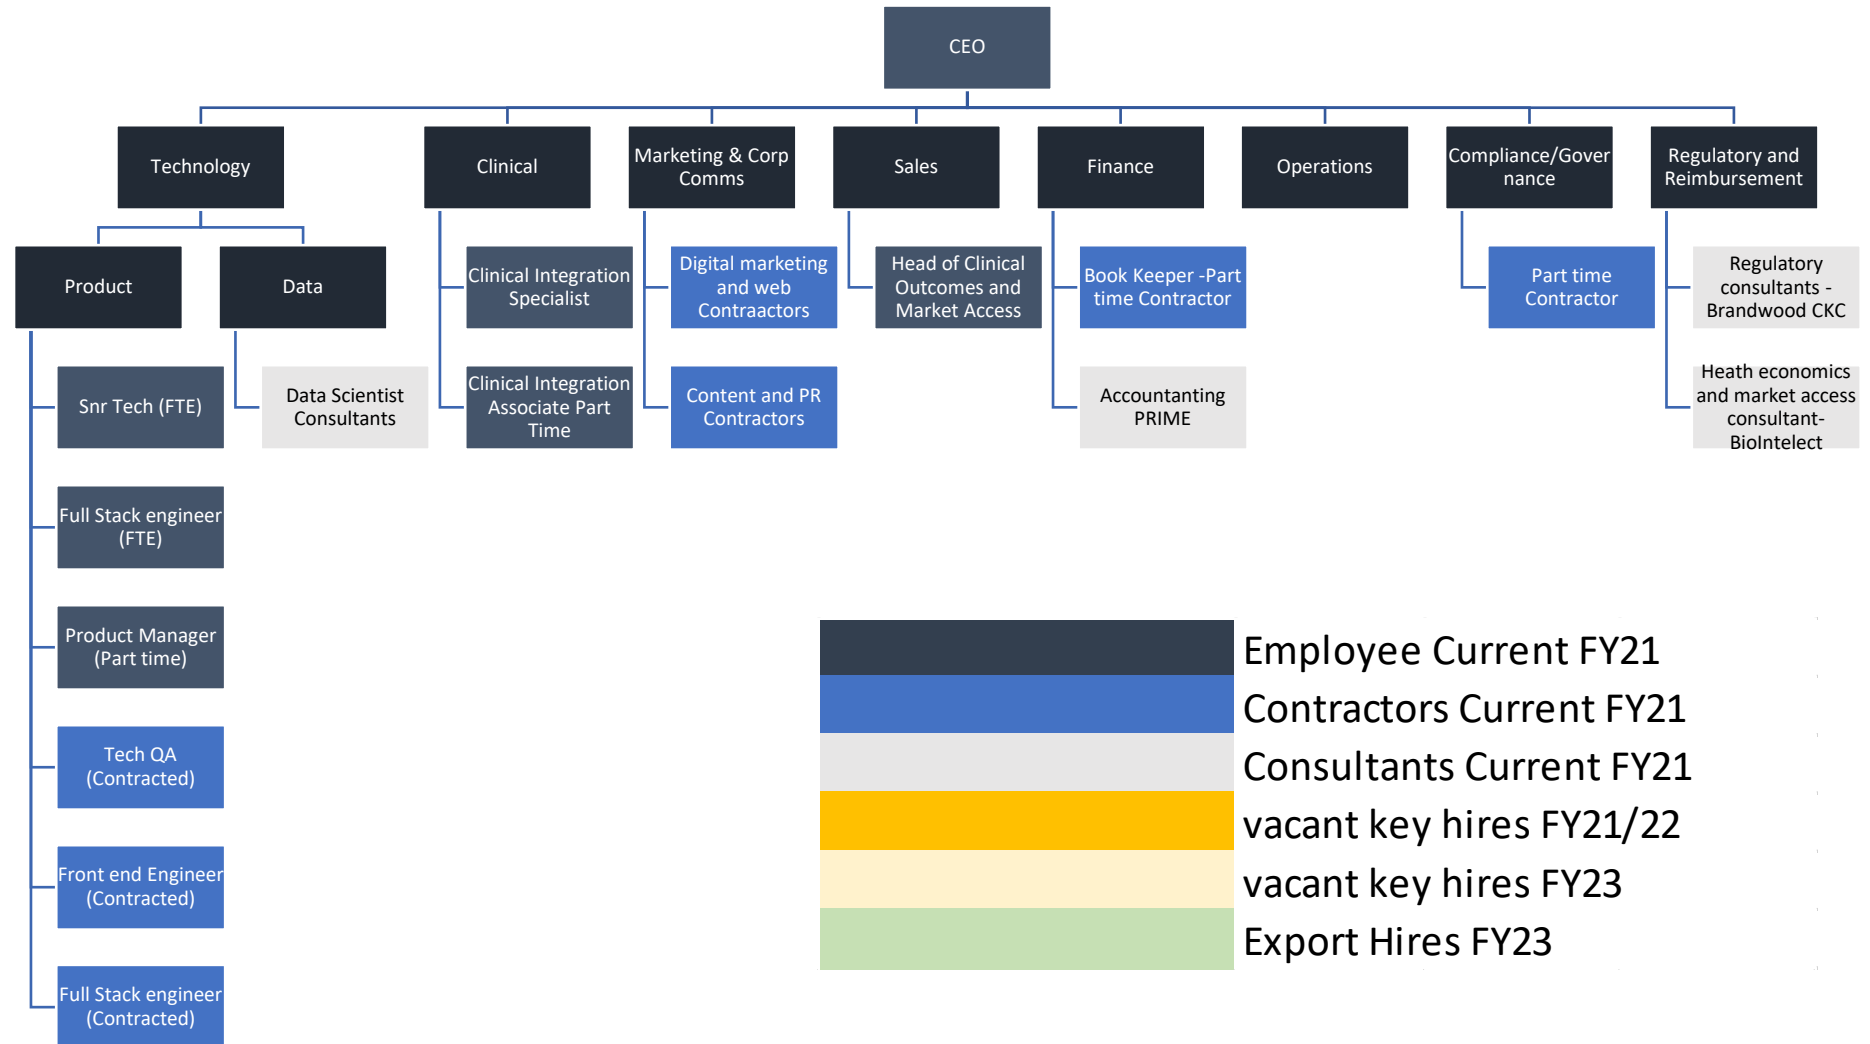 CEO
Technology
Clinical
Marketing & Corp
Comms
Sales
Finance
Operations
Compliance/Gover
nance
Regulatory and
Reimbursement
Product
Data
Clinical Integration
Specialist
Digital marketing
and web
Contraactors
Head of Clinical
Outcomes and
Market Access
Book Keeper -Part
time Contractor
Part time
Contractor
Regulatory
consultants -
Brandwood CKC
Snr Tech (FTE)
Data Scientist
Consultants
Clinical Integration
Associate Part
Time
Content and PR
Contractors
Accountanting
PRIME
Heath economics
and market access
consultant-
BioIntelect
Full Stack engineer
(FTE)
Product Manager
(Part time)
Tech QA
(Contracted)
Front end Engineer
(Contracted)
Full Stack engineer
(Contracted)
Employee Current FY21
Contractors Current FY21
Consultants Current FY21
vacant key hires FY21/22
vacant key hires FY23
Export Hires FY23